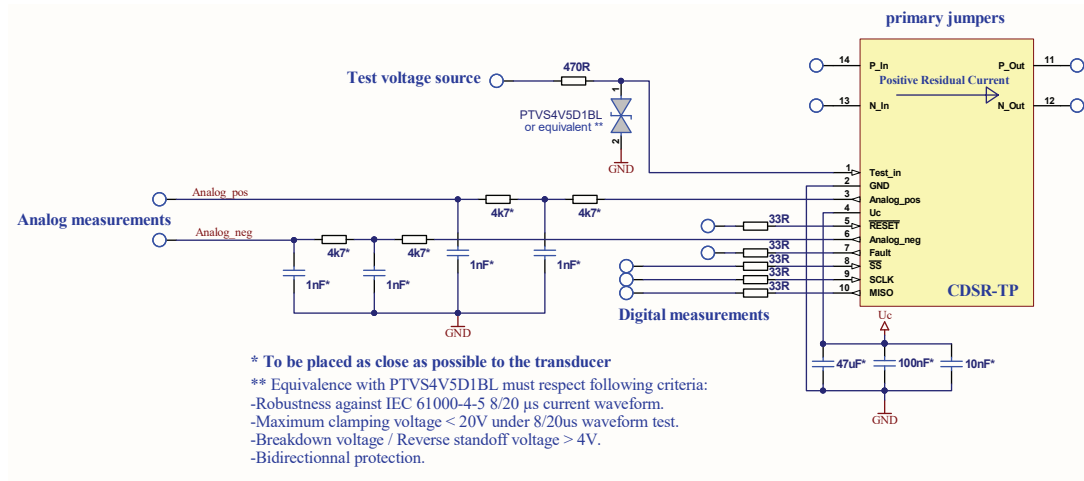 primary jumpers
14
P_In
P_Out
11
470R
Test voltage source
Positive Residual Current
1
PTVS4V5D1BL
or equivalent **
13
N_In
N_Out
12
2
GND
1
Test_in
2
GND
Analog_pos
3
Analog_pos
4k7*
4k7*
4
Uc
Analog measurements
33R
5
RESET
Analog_neg
6
Analog_neg
4k7*
4k7*
1nF*
1nF*
33R
7
Fault
33R
8
SS
1nF*
1nF*
33R
9
SCLK
33R
10
MISO
CDSR-TP
Digital measurements
Uc
GND
* To be placed as close as possible to the transducer
47uF*
100nF*
10nF*
** Equivalence with PTVS4V5D1BL must respect following criteria:
-Robustness against IEC 61000-4-5 8/20 µs current waveform.
GND
-Maximum clamping voltage < 20V under 8/20us waveform test.
-Breakdown voltage / Reverse standoff voltage > 4V.
-Bidirectionnal protection.